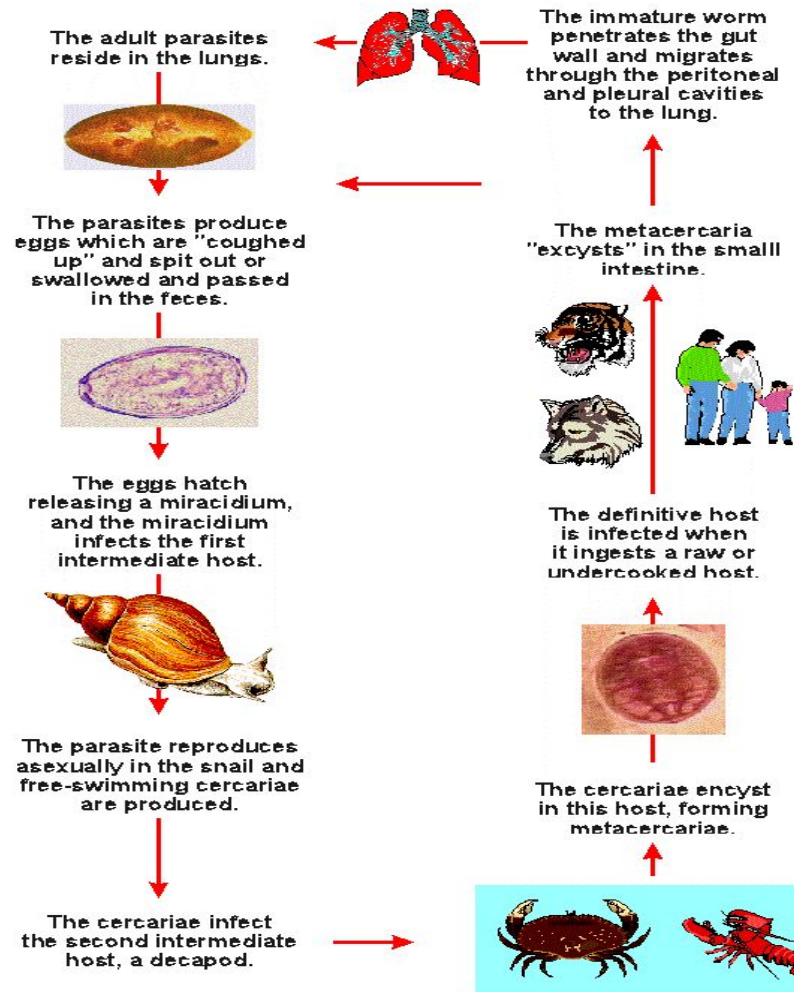 The adult parasites
reside in the lungs.
The parasites produce
eggs which are "coughed
up" and spit out or
swallowed and passed
in the feces.
The eggs hatch
releasing a miracidium,
and the miracidium
infects the first
intermediate host.
The parasite reproduces
asexually in the snail and
free-swimming cercariae
are produced.
The cercariae infect
the second intermediate
host, a decapod.
The cercariae encyst
in this host, forming
metacercariae.
The definitive host
is infected when
it ingests a raw or
undercooked host.
The metacercaria
"excysts" in the smalll
intestine.
The immature worm
penetrates the gut
wall and migrates
through the peritoneal
and pleural cavities
to the lung.